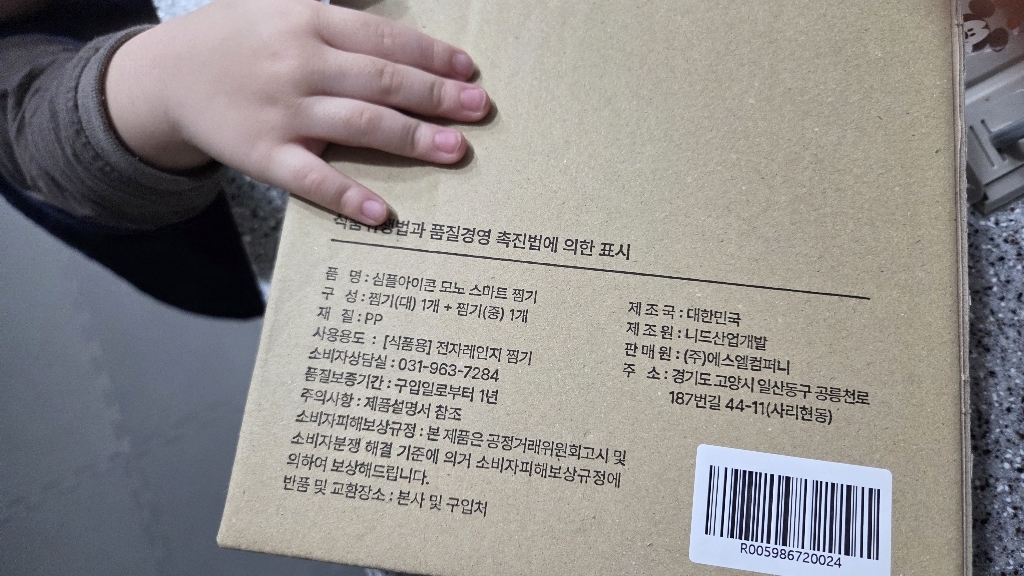 식품위생법과 품질경영 촉진법에 의한 표시
품 명 : 심플아이콘 모노 스마트 찜기
구 성 : 찜기(대) 1개 + 찜기(중) 1개
재 질 : PP
사용용도 : [식품용] 전자레인지 찜기
소비자상담실 : 031-963-7284
품질보증기간 : 구입일로부터 1년
주의사항 : 제품설명서 참조
소비자피해보상규정 : 본 제품은 공정거래위원회고시 및
소비자분쟁 해결 기준에 의거 소비자피해보상규정에
의하여 보상해드립니다.
반품 및 교환장소 : 본사 및 구입처
제 조 국 : 대한민국
제 조 원 : 니드산업개발
판 매 원 : (주)에스엘컴퍼니
주 소 : 경기도고양시 일산동구 공릉천로
187번길 44-11(사리현동)
R005986720024